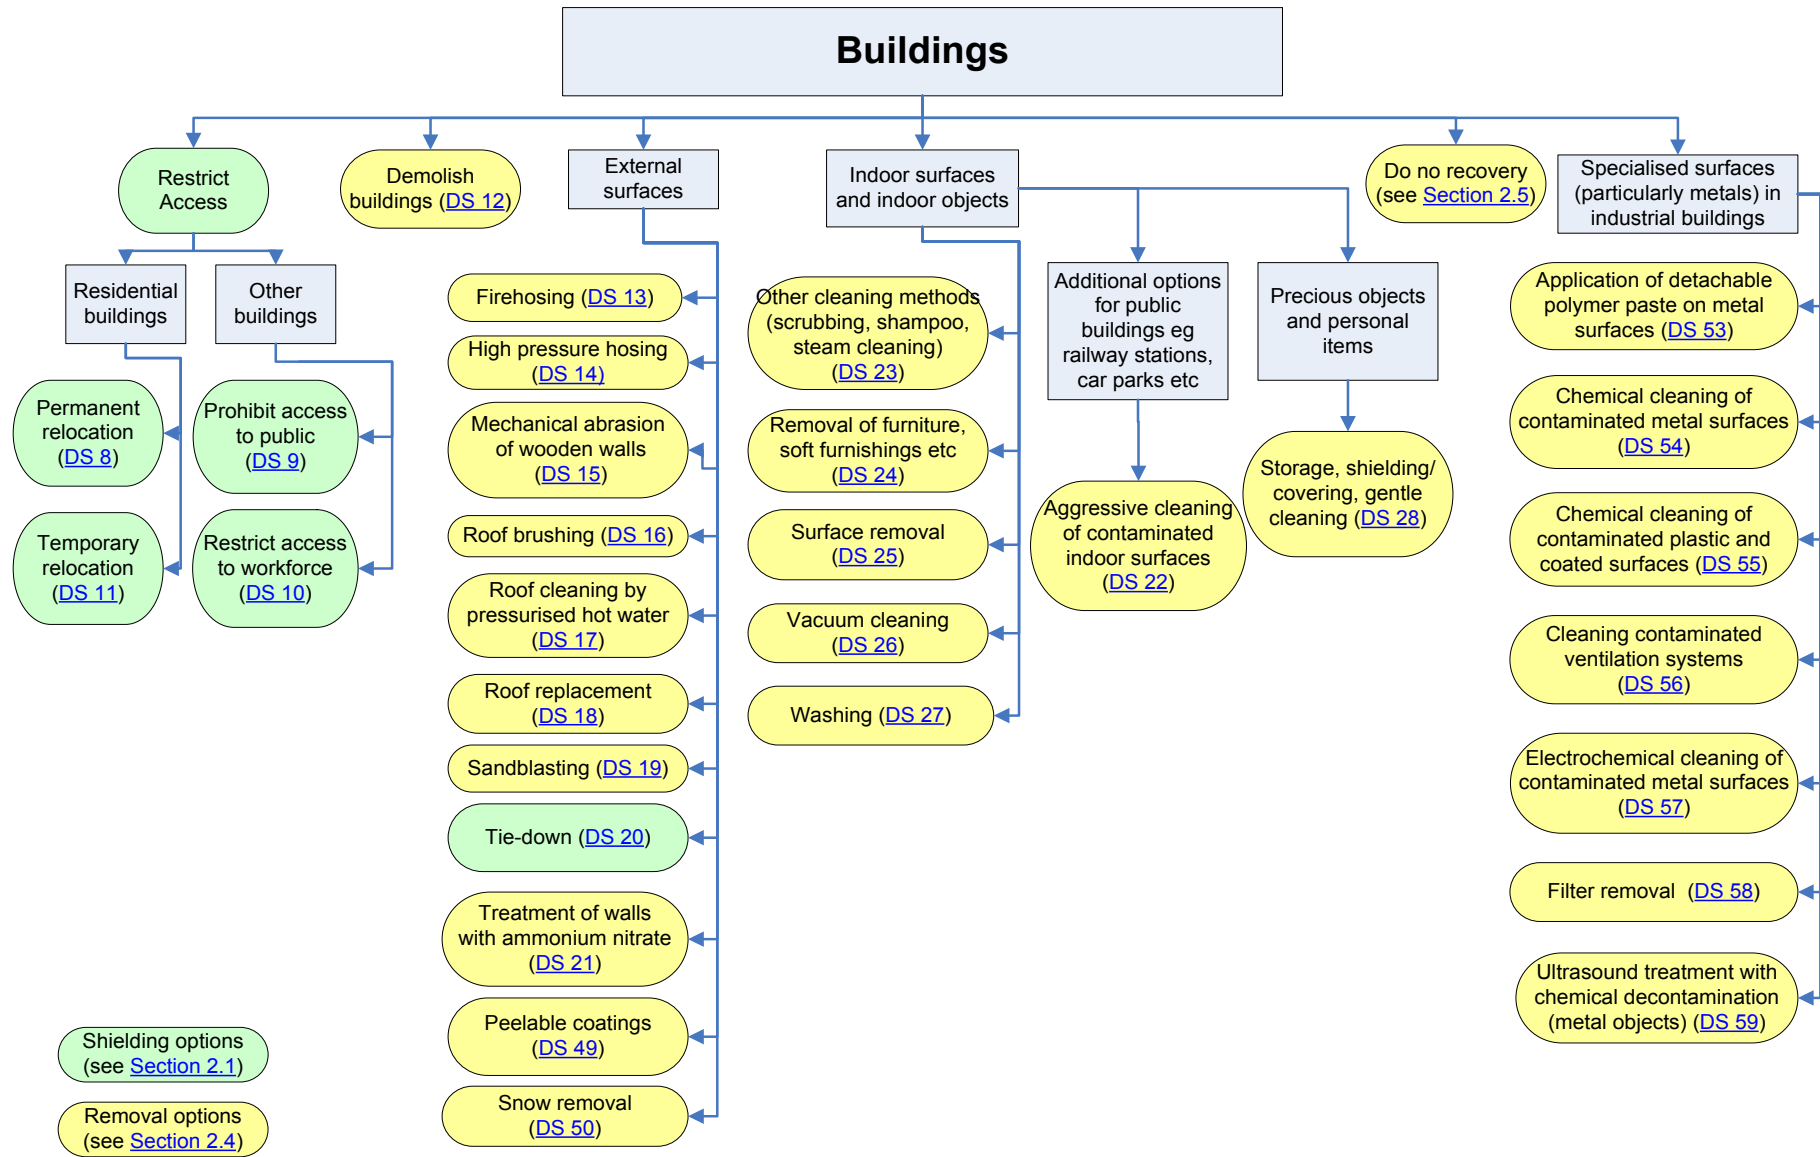 Buildings
Restrict
Access
Demolish
buildings (DS 12)
External
surfaces
Indoor surfaces
and indoor objects
Do no recovery
(see Section 2.5)
Specialised surfaces
(particularly metals) in
industrial buildings
Residential
buildings
Other
buildings
Permanent
relocation
(DS 8)
Temporary
relocation
(DS 11)
Prohibit access
to public
(DS 9)
Restrict access
to workforce
(DS 10)
Firehosing (DS 13)
High pressure hosing
(DS 14)
Mechanical abrasion
of wooden walls
(DS 15)
Roof brushing (DS 16)
Roof cleaning by
pressurised hot water
(DS 17)
Roof replacement
(DS 18)
Sandblasting (DS 19)
Tie-down (DS 20)
Treatment of walls
with ammonium nitrate
(DS 21)
Peelable coatings
(DS 49)
Snow removal
(DS 50)
Other cleaning methods
(scrubbing, shampoo,
steam cleaning)
(DS 23)
Removal of furniture,
soft furnishings etc
(DS 24)
Surface removal
(DS 25)
Vacuum cleaning
(DS 26)
Washing (DS 27)
Additional options
for public
buildings eg
railway stations,
car parks etc
Aggressive cleaning
of contaminated
indoor surfaces
(DS 22)
Precious objects
and personal
items
Storage, shielding/
covering, gentle
cleaning (DS 28)
Application of detachable
polymer paste on metal
surfaces (DS 53)
Chemical cleaning of
contaminated metal surfaces
(DS 54)
Chemical cleaning of
contaminated plastic and
coated surfaces (DS 55)
Cleaning contaminated
ventilation systems
(DS 56)
Electrochemical cleaning of
contaminated metal surfaces
(DS 57)
Filter removal (DS 58)
Ultrasound treatment with
chemical decontamination
(metal objects) (DS 59)
Shielding options
(see Section 2.1)
Removal options
(see Section 2.4)